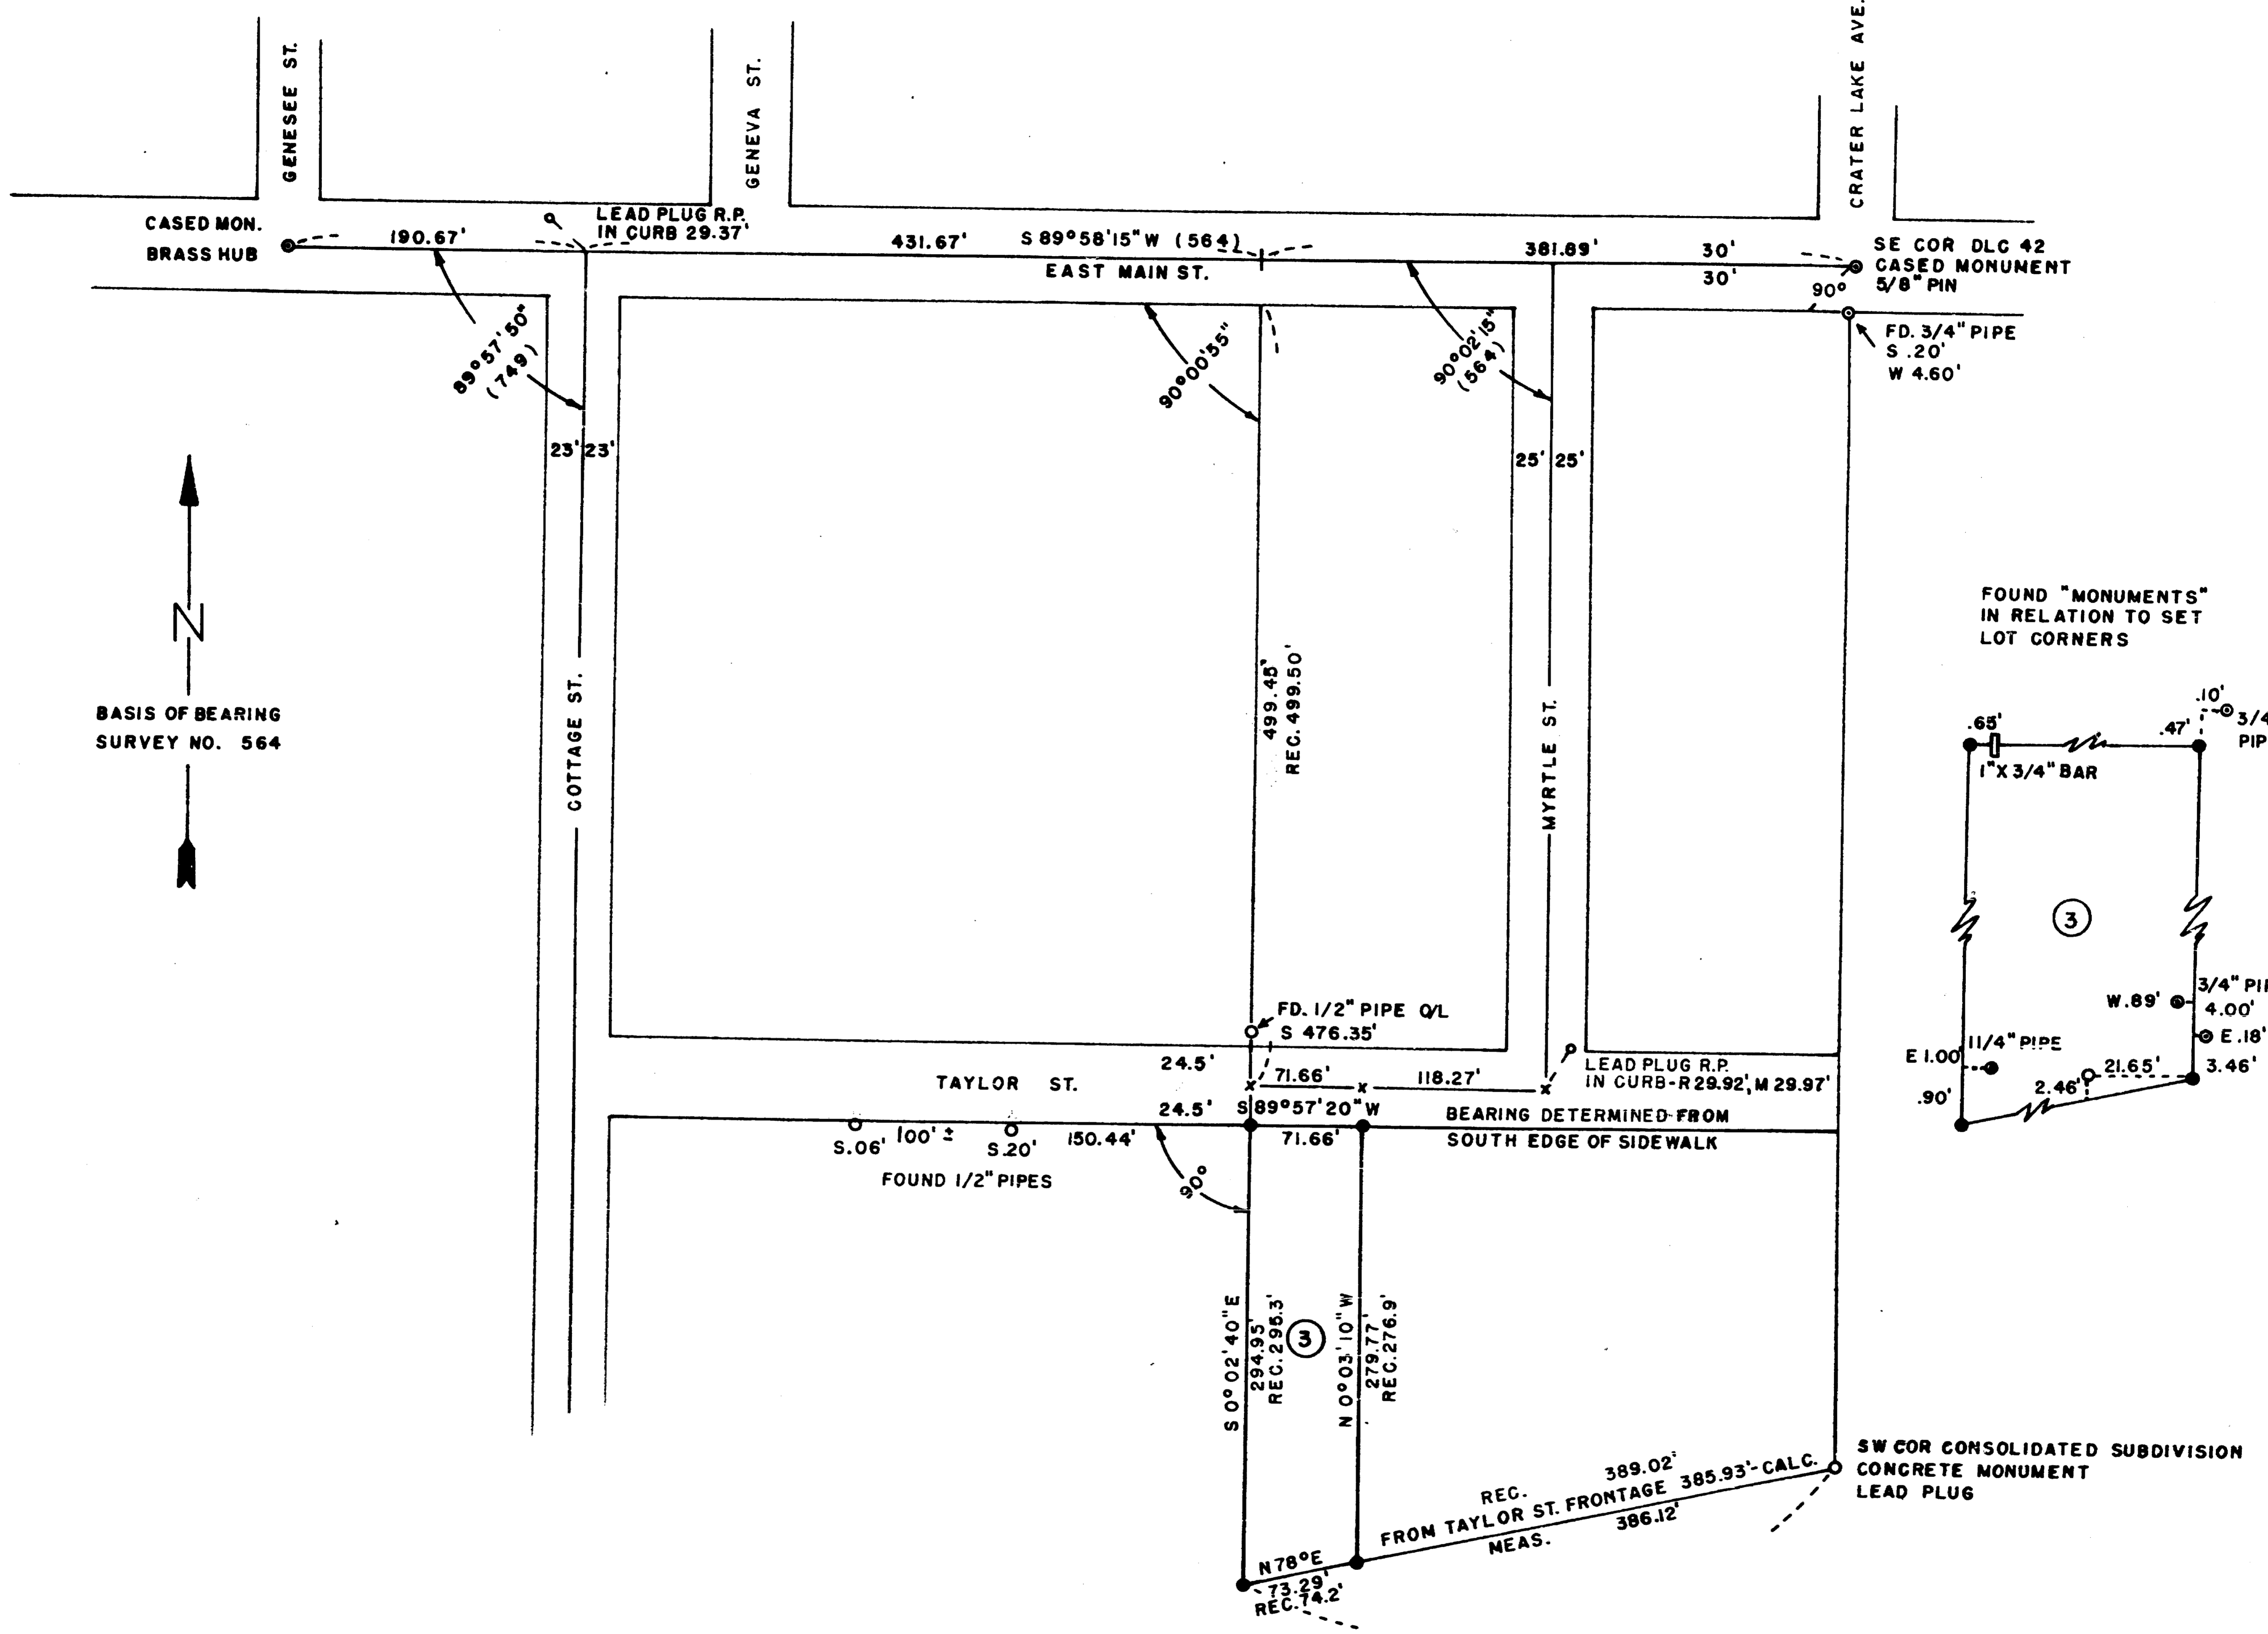 GENESEE ST.
GENEVA ST.
CRATER LAKE AVE.
CASED MON.
BRASS HUB
190.67'
LEAD PLUG R.P.
IN CURB 29.37'
431.67'
S 89°58'15" W (564)
EAST MAIN ST.
381.89'
30'
30'
90°
SE COR DLC 42
CASED MONUMENT
5/8" PIN
FD. 3/4" PIPE
S .20'
W 4.60'
89°57'50"
(749)
90°00'55"
90°02'15"
(564)
23' 23'
25' 25'
N
BASIS OF BEARING
SURVEY NO. 564
COTTAGE ST.
499.45'
REC. 499.50'
MYRTLE ST.
FOUND "MONUMENTS"
IN RELATION TO SET
LOT CORNERS
.10'
3/4
PIP
.65'
.47'
1" X 3/4" BAR
3
3/4" PIP
W.89'
4.00'
E.18'
11/4" PIPE
E 1.00'
21.65'
3.46'
2.46'
.90'
FD. 1/2" PIPE O/L
S 476.35'
24.5'
TAYLOR ST.
71.66'
118.27'
LEAD PLUG R.P.
IN CURB-R 29.92', M 29.97'
24.5'
S 89°57'20" W
BEARING DETERMINED FROM
SOUTH EDGE OF SIDEWALK
S.06'
100' ±
S.20'
150.44'
71.66'
FOUND 1/2" PIPES
90°
S 0°02'40" E
294.95'
REC. 295.3'
3
N 0°03'10" W
279.77'
REC. 276.9'
REC. 389.02'
FROM TAYLOR ST. FRONTAGE 385.93'-CALC.
MEAS. 386.12'
SW COR CONSOLIDATED SUBDIVISION
CONCRETE MONUMENT
LEAD PLUG
N 78° E
73.29'
REC. 74.2'